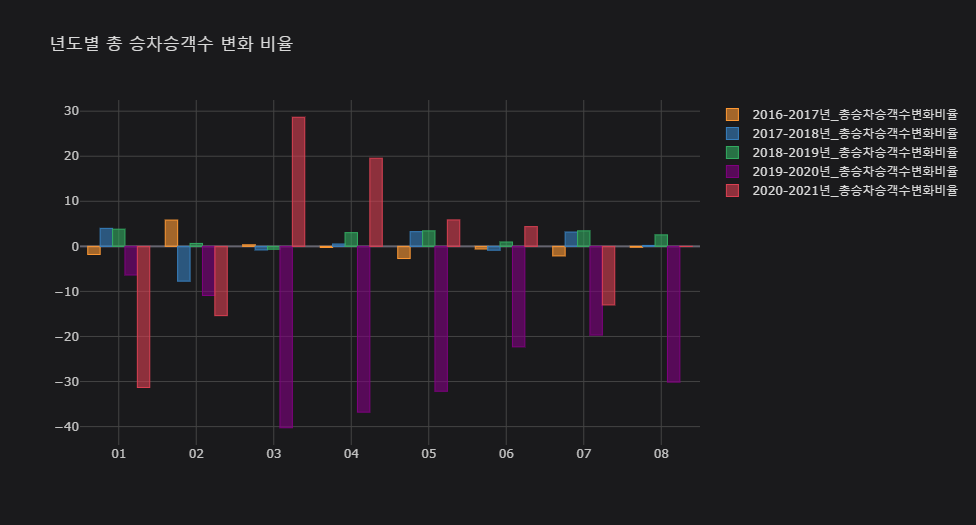 년도별 총 승차승객수 변화 비율
30
20
10
0
−10
−20
−30
−40
01 02 03 04 05 06 07 08
2016-2017년_총승차승객수변화비율
2017-2018년_총승차승객수변화비율
2018-2019년_총승차승객수변화비율
2019-2020년_총승차승객수변화비율
2020-2021년_총승차승객수변화비율